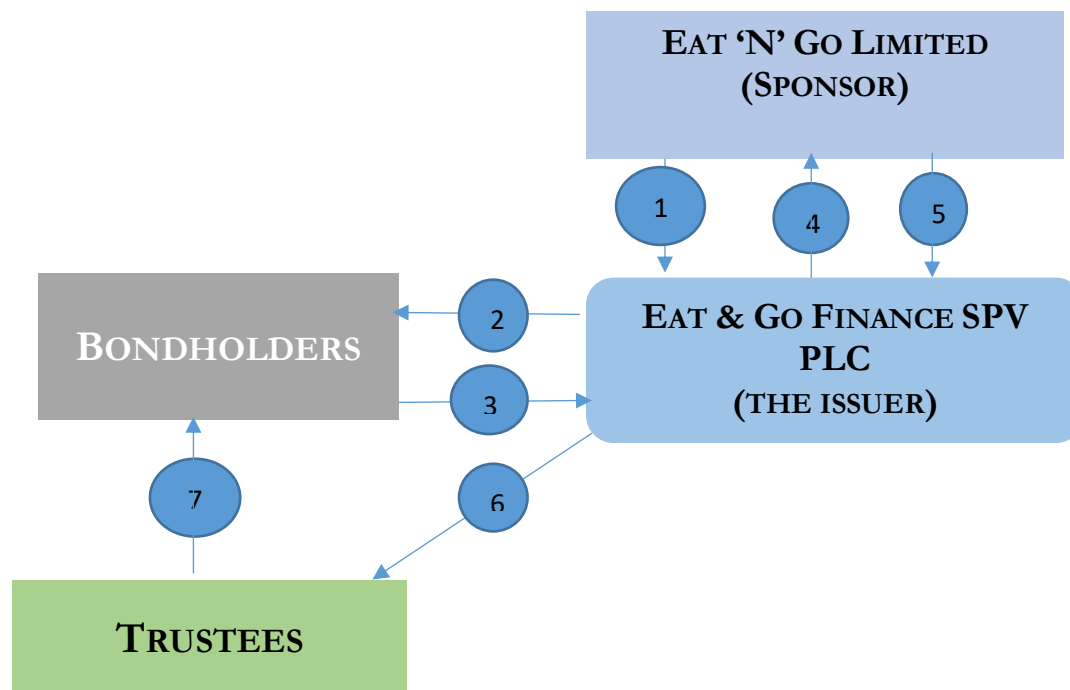 EAT ‘N’ GO LIMITED
(SPONSOR)
1
4
5
EAT & GO FINANCE SPV
PLC
(THE ISSUER)
2
BONDHOLDERS
3
6
7
TRUSTEES